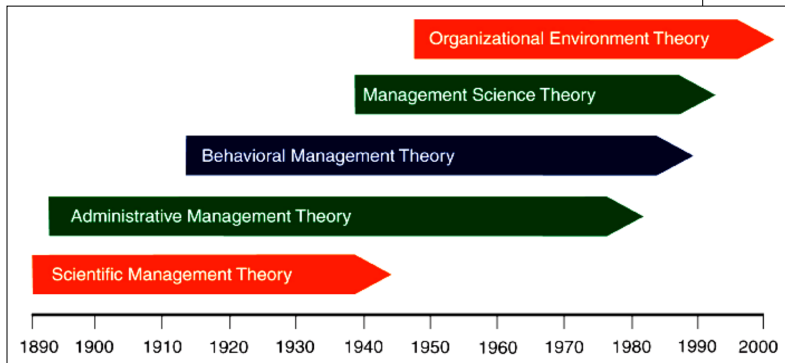 Organizational Environment Theory
Management Science Theory
Behavioral Management Theory
Administrative Management Theory
Scientific Management Theory
1890 1900 1910 1920 1930 1940 1950 1960 1970 1980 1990 2000